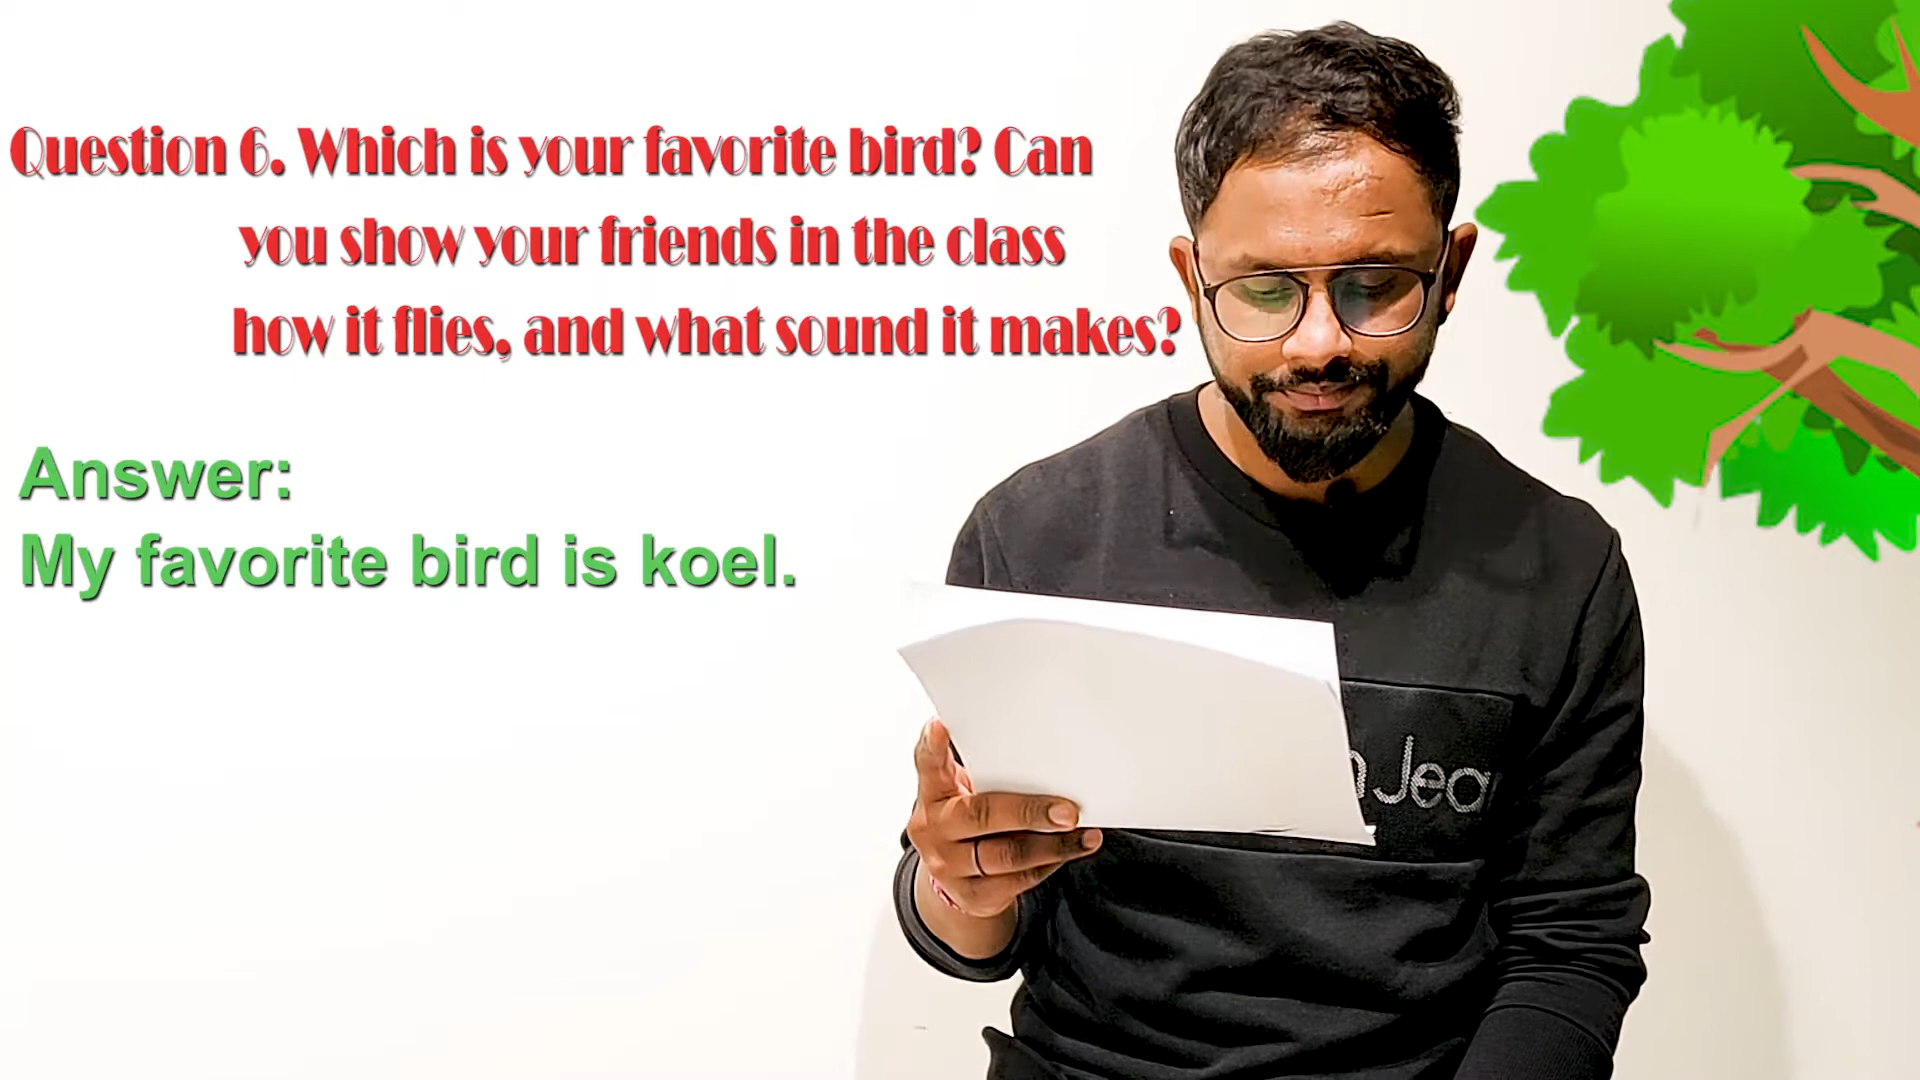 Question 6. Which is your favorite bird? Can
you show your friends in the class
how it flies, and what sound it makes?
Answer:
My favorite bird is koel.